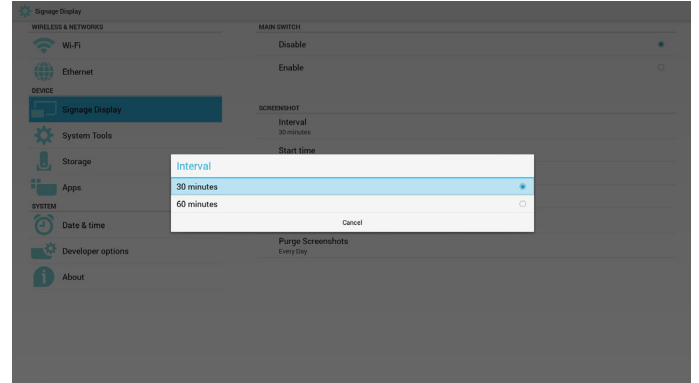 Signage Display
WIRELESS & NETWORKS
Wi-Fi
Ethernet
DEVICE
Signage Display
System Tools
Storage
Apps
SYSTEM
Date & time
Developer options
About
MAIN SWITCH
Disable
Enable
SCREENSHOT
Interval
30 minutes
Start time
Interval
30 minutes
60 minutes
Cancel
Purge Screenshots
Every Day